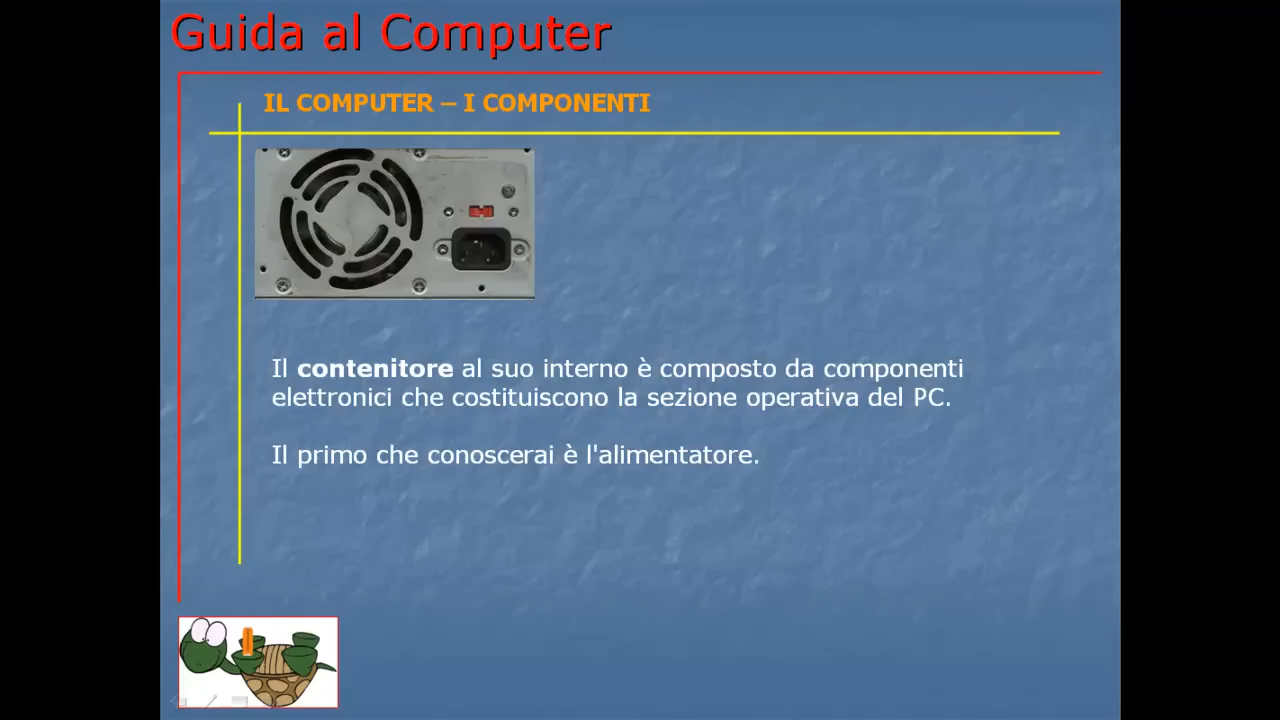 Guida al Computer
IL COMPUTER – I COMPONENTI
Il contenitore al suo interno è composto da componenti
elettronici che costituiscono la sezione operativa del PC.
Il primo che conoscerai è l'alimentatore.